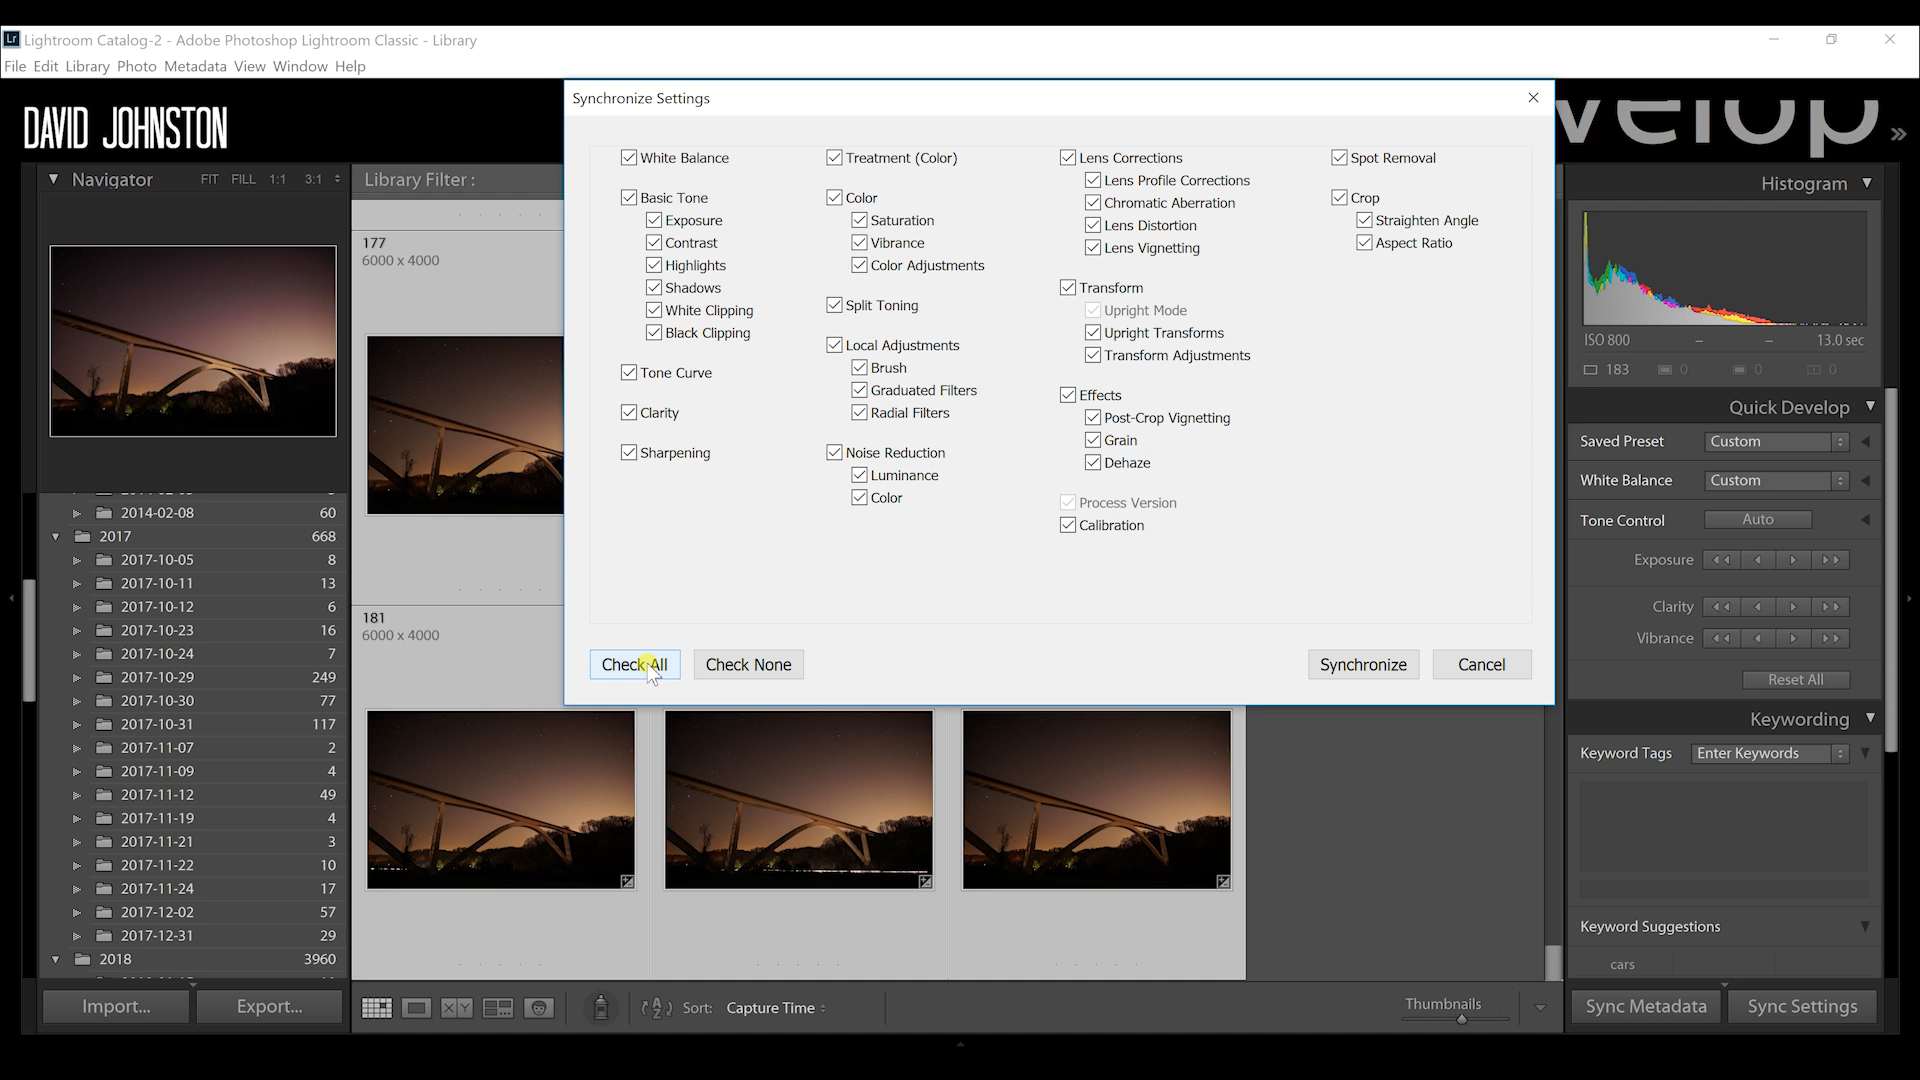 Lr Lightroom Catalog-2 - Adobe Photoshop Lightroom Classic - Library
File Edit Library Photo Metadata View Window Help
DAVID JOHNSTON
Navigator FIT FILL 1:1 3:1
2014-02-08 60
2017 668
2017-10-05 8
2017-10-11 13
2017-10-12 6
2017-10-23 16
2017-10-24 7
2017-10-29 249
2017-10-30 77
2017-10-31 117
2017-11-07 2
2017-11-09 4
2017-11-12 49
2017-11-19 4
2017-11-21 3
2017-11-22 10
2017-11-24 17
2017-12-02 57
2017-12-31 29
2018 3960
Import... Export...
Library Filter :
177
6000 x 4000
181
6000 x 4000
Synchronize Settings
White Balance
Basic Tone
Exposure
Contrast
Highlights
Shadows
White Clipping
Black Clipping
Tone Curve
Clarity
Sharpening
Treatment (Color)
Color
Saturation
Vibrance
Color Adjustments
Split Toning
Local Adjustments
Brush
Graduated Filters
Radial Filters
Noise Reduction
Luminance
Color
Lens Corrections
Lens Profile Corrections
Chromatic Aberration
Lens Distortion
Lens Vignetting
Transform
Upright Mode
Upright Transforms
Transform Adjustments
Effects
Post-Crop Vignetting
Grain
Dehaze
Process Version
Calibration
Spot Removal
Crop
Straighten Angle
Aspect Ratio
Check All Check None Synchronize Cancel
XY
AZ Sort: Capture Time
Thumbnails
velop
Histogram
ISO 800 – – 13.0 sec
183 0 0 0
Quick Develop
Saved Preset Custom
White Balance Custom
Tone Control Auto
Exposure
Clarity
Vibrance
Reset All
Keywording
Keyword Tags Enter Keywords
Keyword Suggestions
cars
Sync Metadata Sync Settings